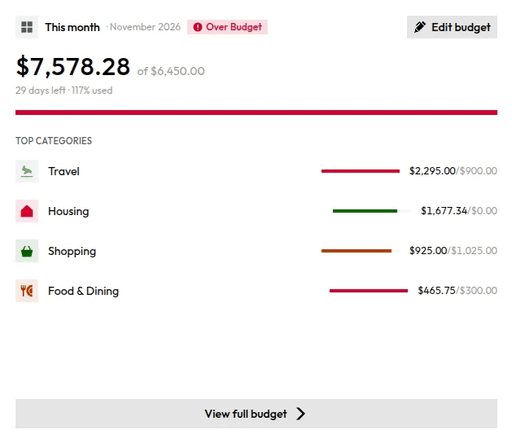 This month · November 2026 Over Budget Edit budget
$7,578.28 of $6,450.00
29 days left · 117% used
TOP CATEGORIES
Travel $2,295.00/$900.00
Housing $1,677.34/$0.00
Shopping $925.00/$1,025.00
Food & Dining $465.75/$300.00
View full budget